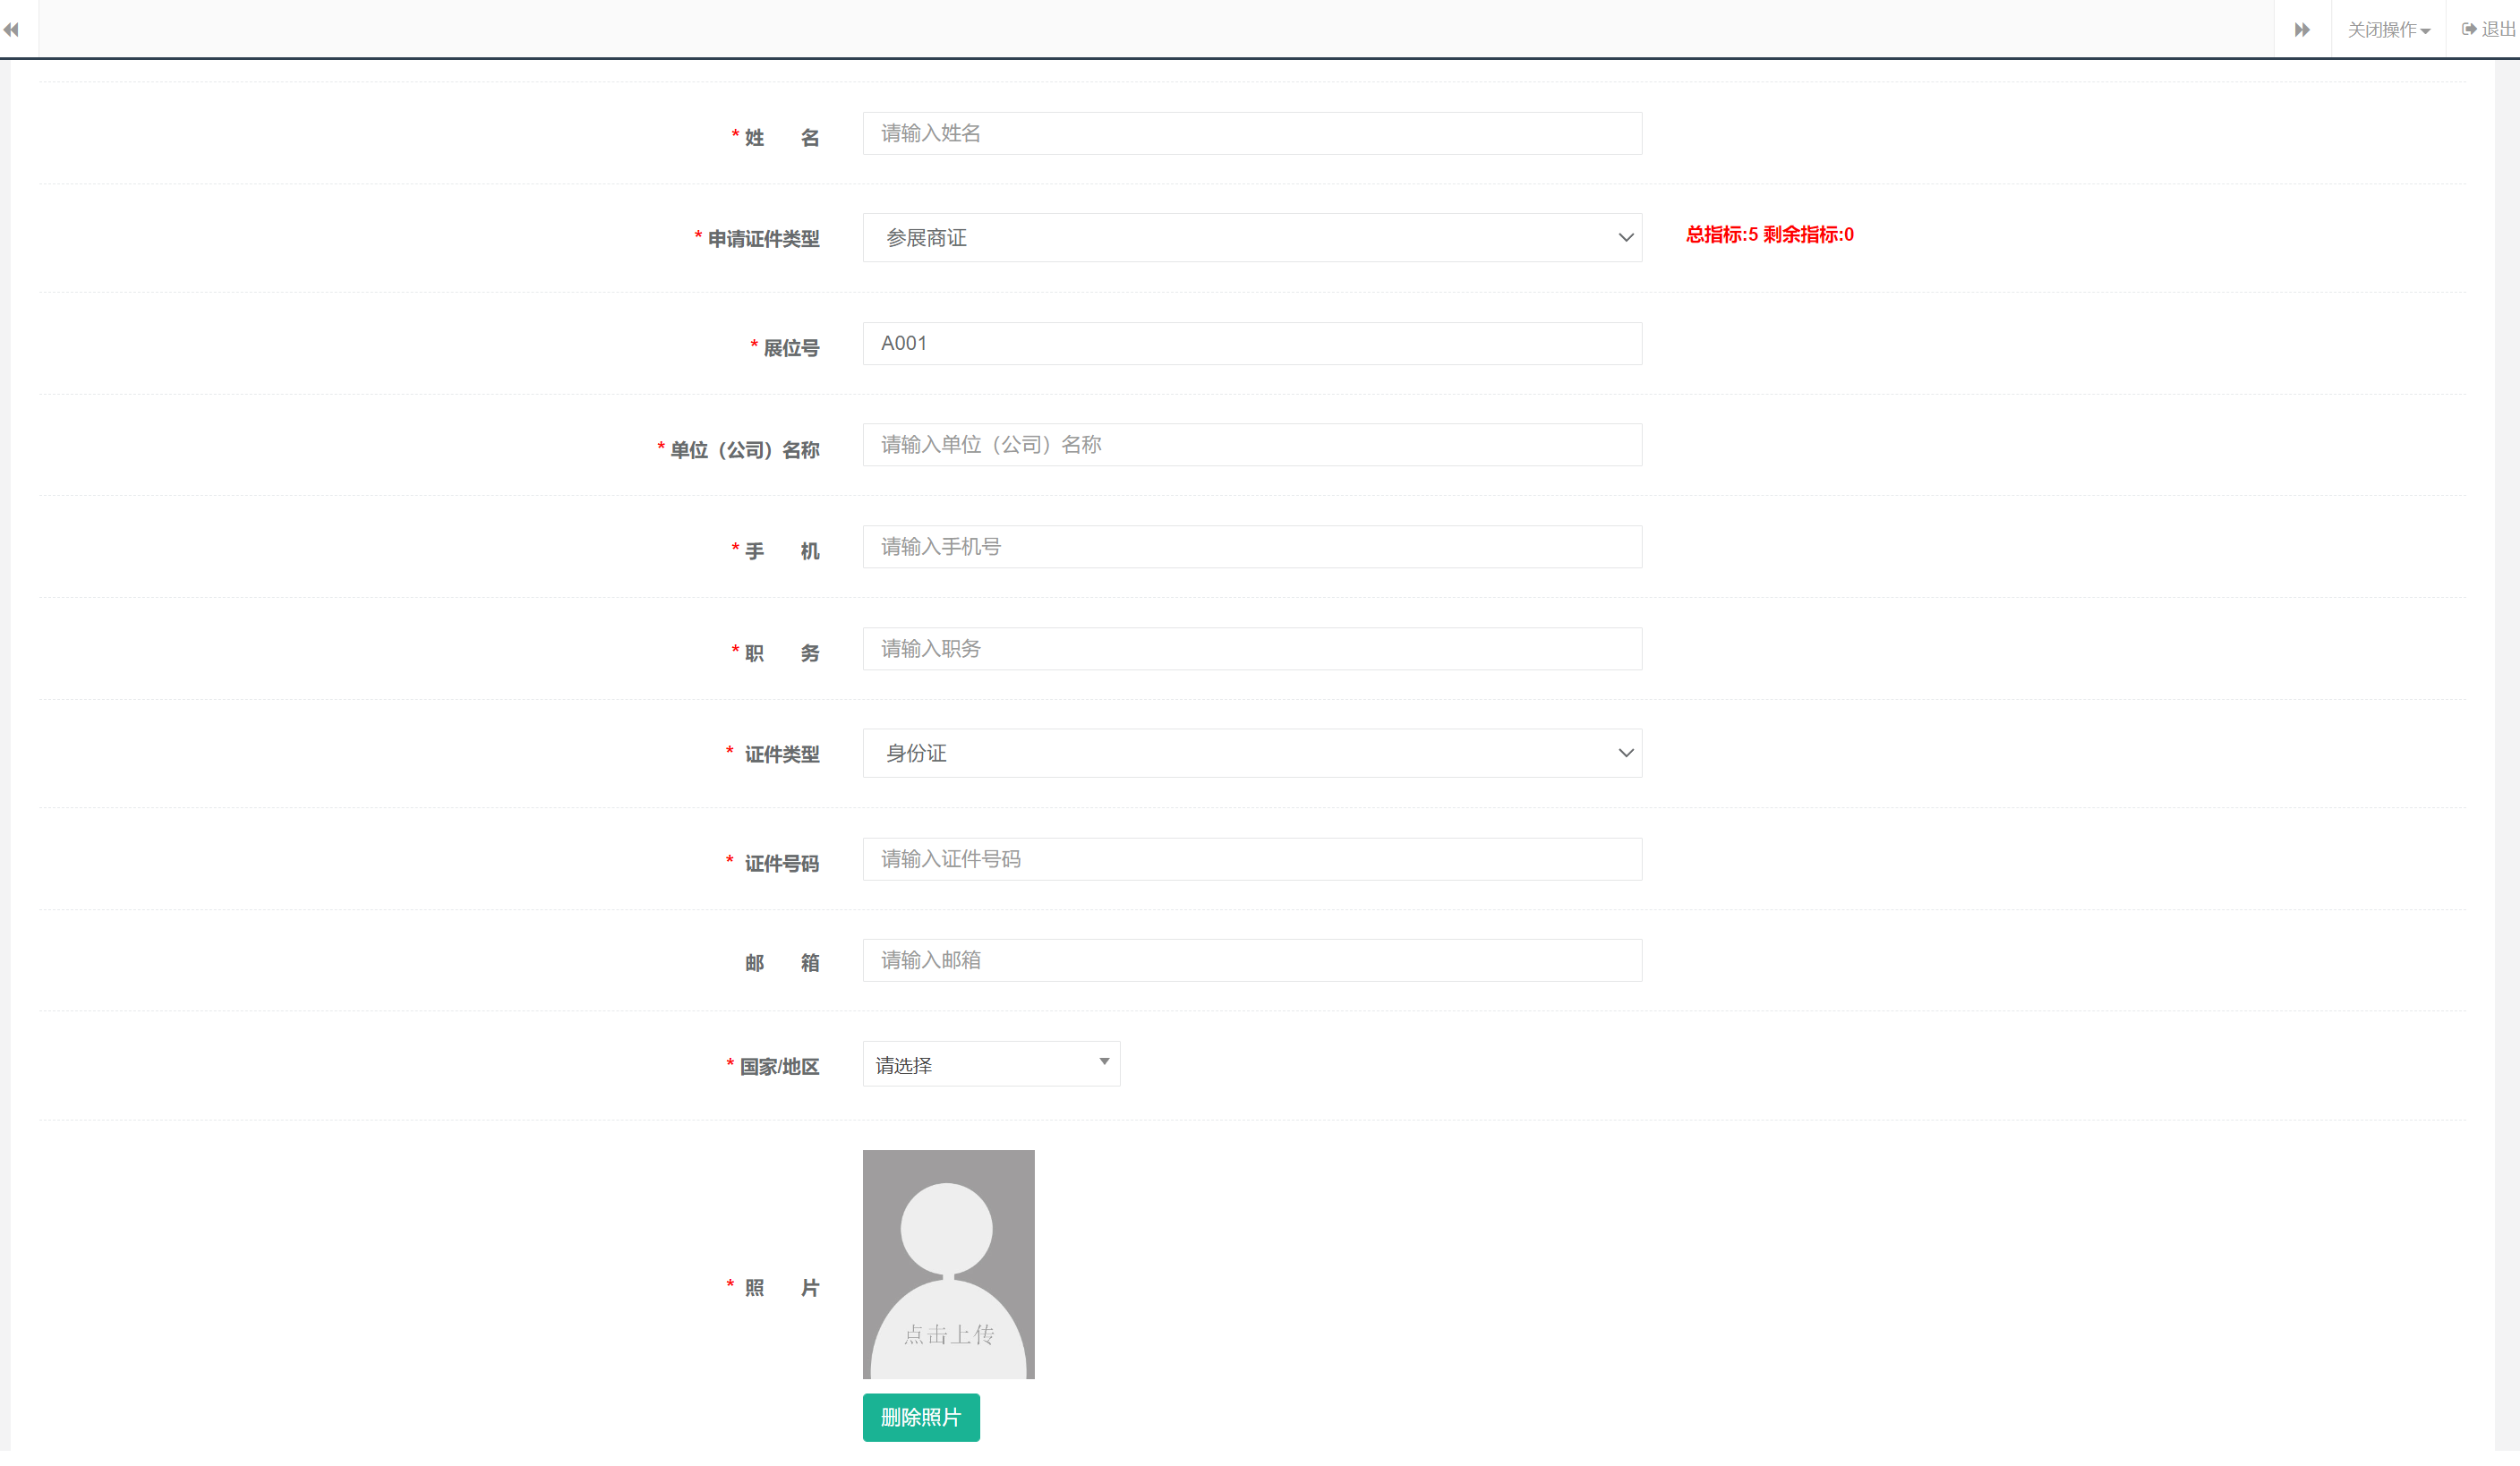 关闭操作 退出
* 姓 名 请输入姓名
* 申请证件类型 参展商证 总指标:5 剩余指标:0
* 展位号 A001
* 单位（公司）名称 请输入单位（公司）名称
* 手 机 请输入手机号
* 职 务 请输入职务
* 证件类型 身份证
* 证件号码 请输入证件号码
邮 箱 请输入邮箱
* 国家/地区 请选择
* 照 片
点击上传
删除照片